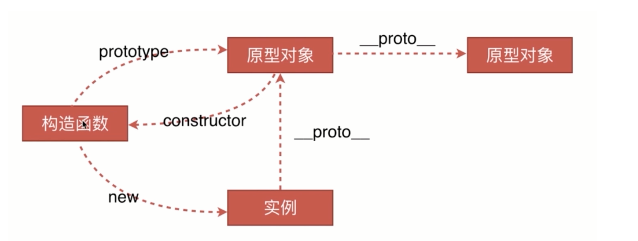 prototype
原型对象
__proto__
原型对象
构造函数
constructor
__proto__
new
实例